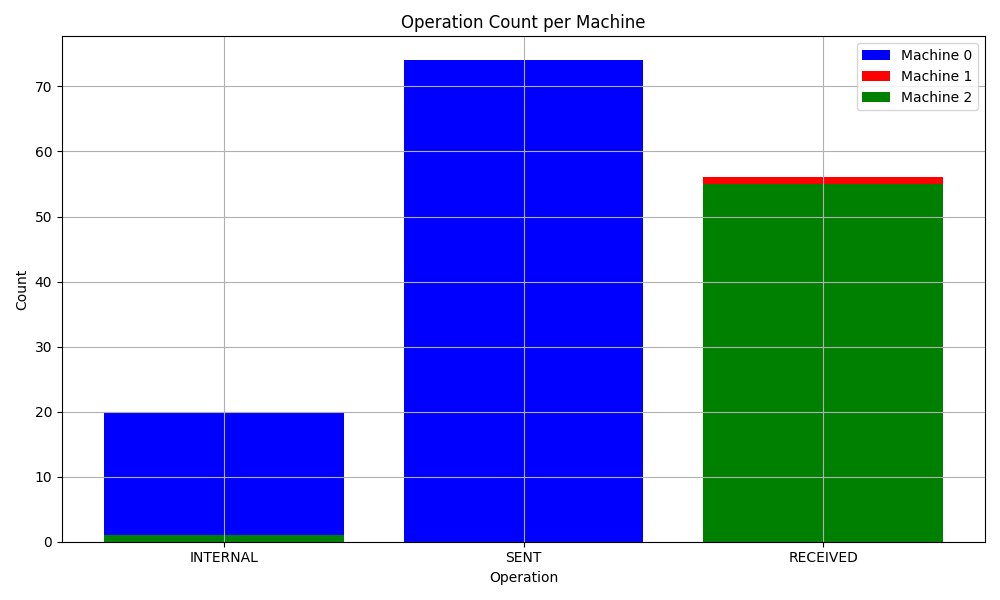 Operation Count per Machine
Machine 0
Machine 1
Machine 2
Count
70
60
50
40
30
20
10
0
INTERNAL
SENT
RECEIVED
Operation